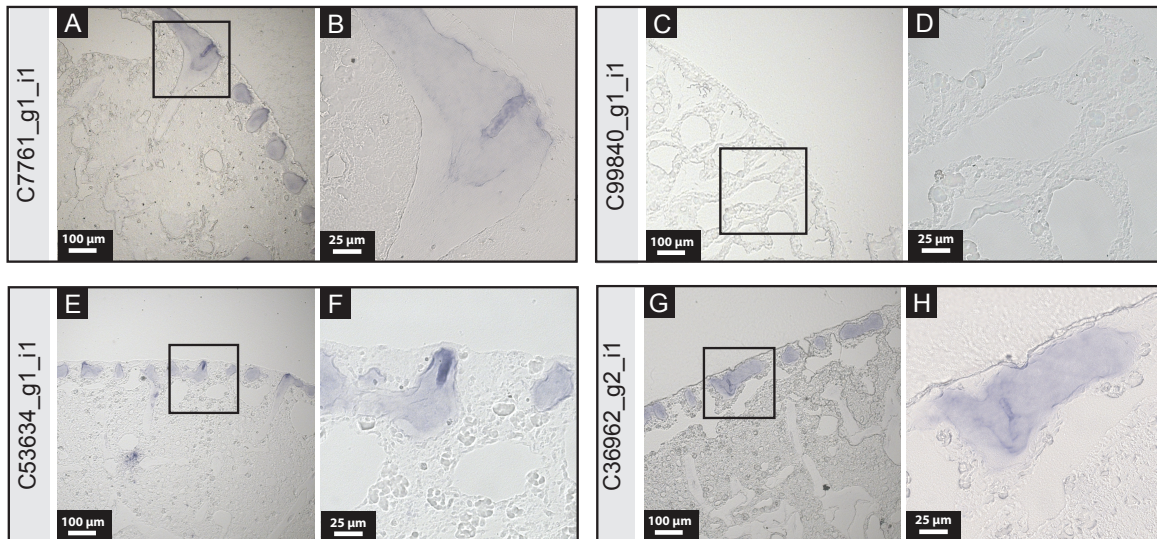 C7761_g1_i1
A
100 µm
B
25 µm
C99840_g1_i1
C
100 µm
D
25 µm
C53634_g1_i1
E
100 µm
F
25 µm
C36962_g2_i1
G
100 µm
H
25 µm